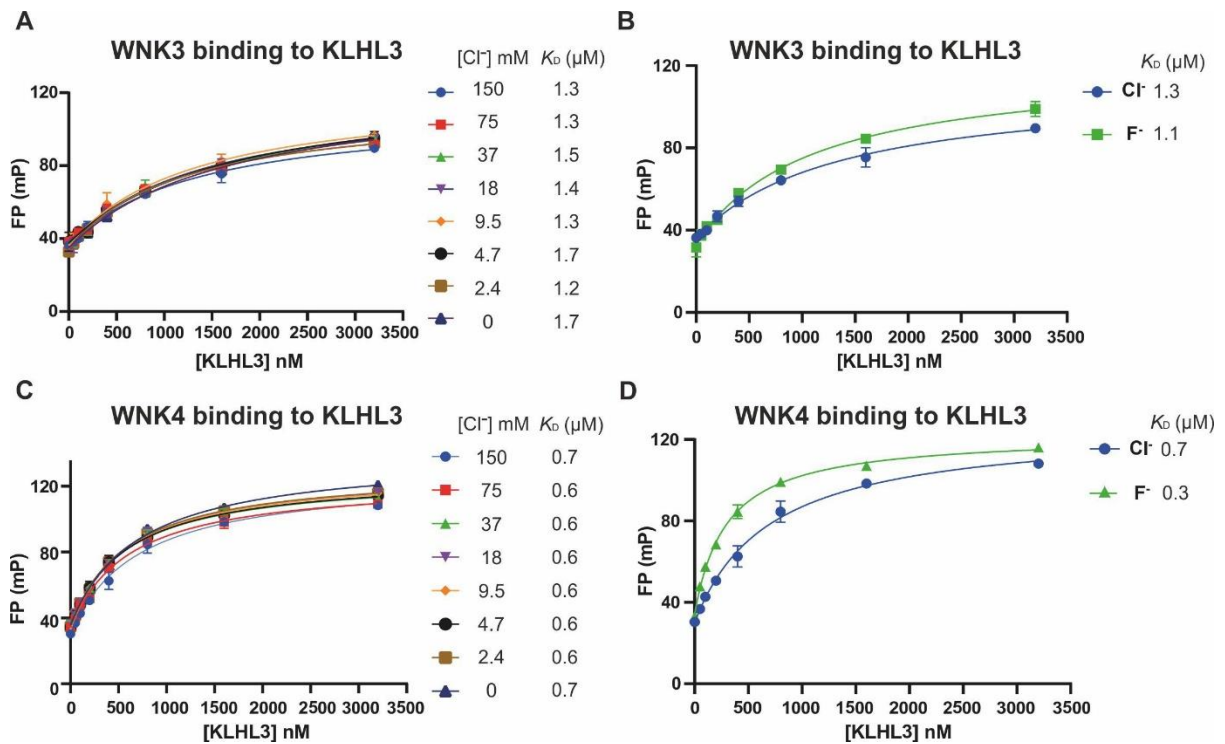 A
WNK3 binding to KLHL3
[Cl⁻] mM K_D (µM)
150 1.3
75 1.3
37 1.5
18 1.4
9.5 1.3
4.7 1.7
2.4 1.2
0 1.7
120
80
40
0
FP (mP)
0 500 1000 1500 2000 2500 3000 3500
[KLHL3] nM
B
WNK3 binding to KLHL3
K_D (µM)
Cl⁻ 1.3
F⁻ 1.1
120
80
40
0
FP (mP)
0 500 1000 1500 2000 2500 3000 3500
[KLHL3] nM
C
WNK4 binding to KLHL3
[Cl⁻] mM K_D (µM)
150 0.7
75 0.6
37 0.6
18 0.6
9.5 0.6
4.7 0.6
2.4 0.6
0 0.7
120
80
40
0
FP (mP)
0 500 1000 1500 2000 2500 3000 3500
[KLHL3] nM
D
WNK4 binding to KLHL3
K_D (µM)
Cl⁻ 0.7
F⁻ 0.3
120
80
40
0
FP (mP)
0 500 1000 1500 2000 2500 3000 3500
[KLHL3] nM